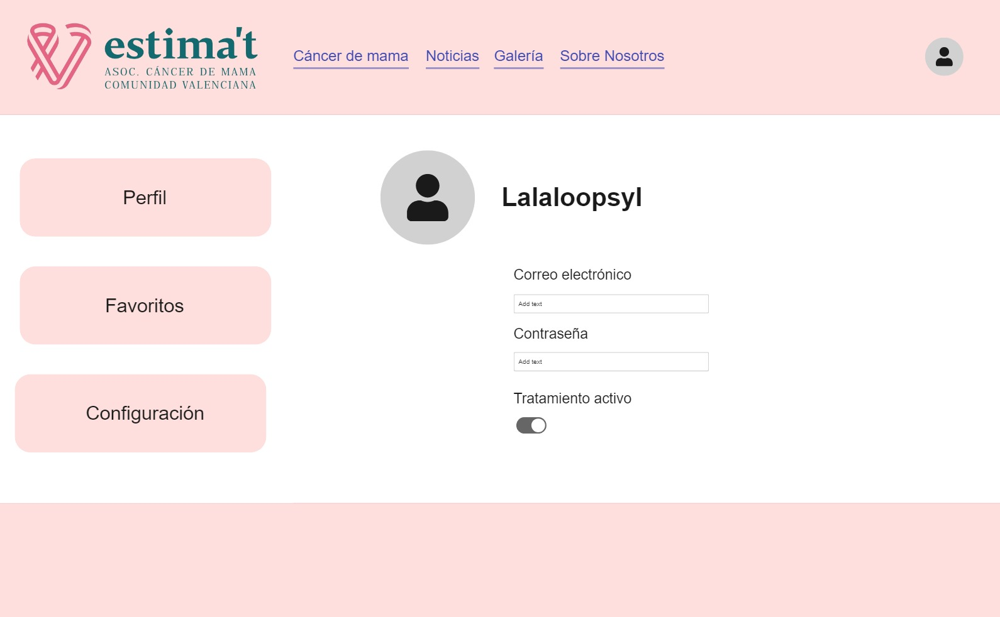 estima't
ASOC. CÁNCER DE MAMA
COMUNIDAD VALENCIANA
Cáncer de mama Noticias Galería Sobre Nosotros
Perfil
Favoritos
Configuración
Lalaloopsyl
Correo electrónico
Add text
Contraseña
Add text
Tratamiento activo